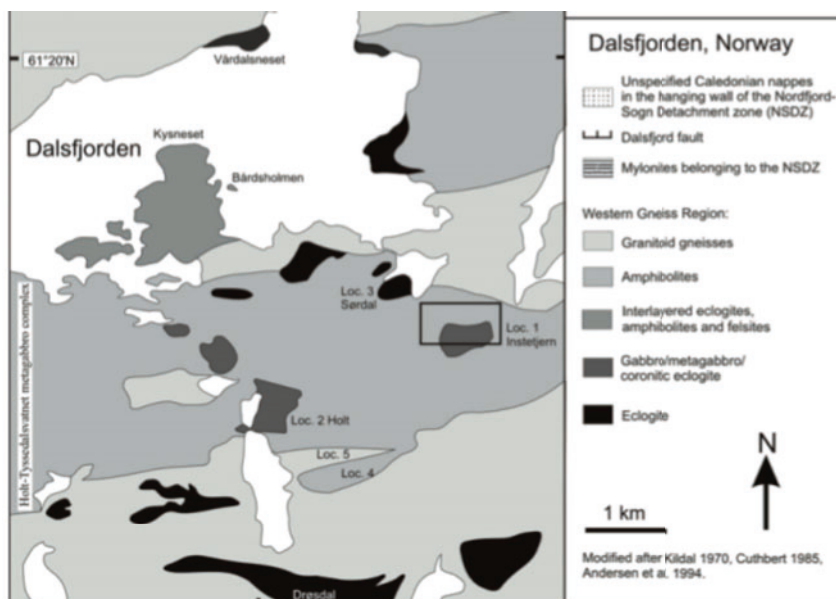 61°20'N
Vårdalsneset
Kysneset
Dalsfjorden
Bårdsholmen
Loc. 3
Sørdal
Loc. 1
Instetjern
Loc. 2 Holt
Loc. 5
Loc. 4
Holt-Tyssedalsvatnet metagabbro complex
Drøsdal
Dalsfjorden, Norway
Unspecified Caledonian nappes
in the hanging wall of the Nordfjord-
Sogn Detachment zone (NSDZ)
Dalsfjord fault
Mylonites belonging to the NSDZ
Western Gneiss Region:
Granitoid gneisses
Amphibolites
Interlayered eclogites,
amphibolites and felsites
Gabbro/metagabbro/
coronitic eclogite
Eclogite
N
1 km
Modified after Kildal 1970, Cuthbert 1985,
Andersen et al. 1994.